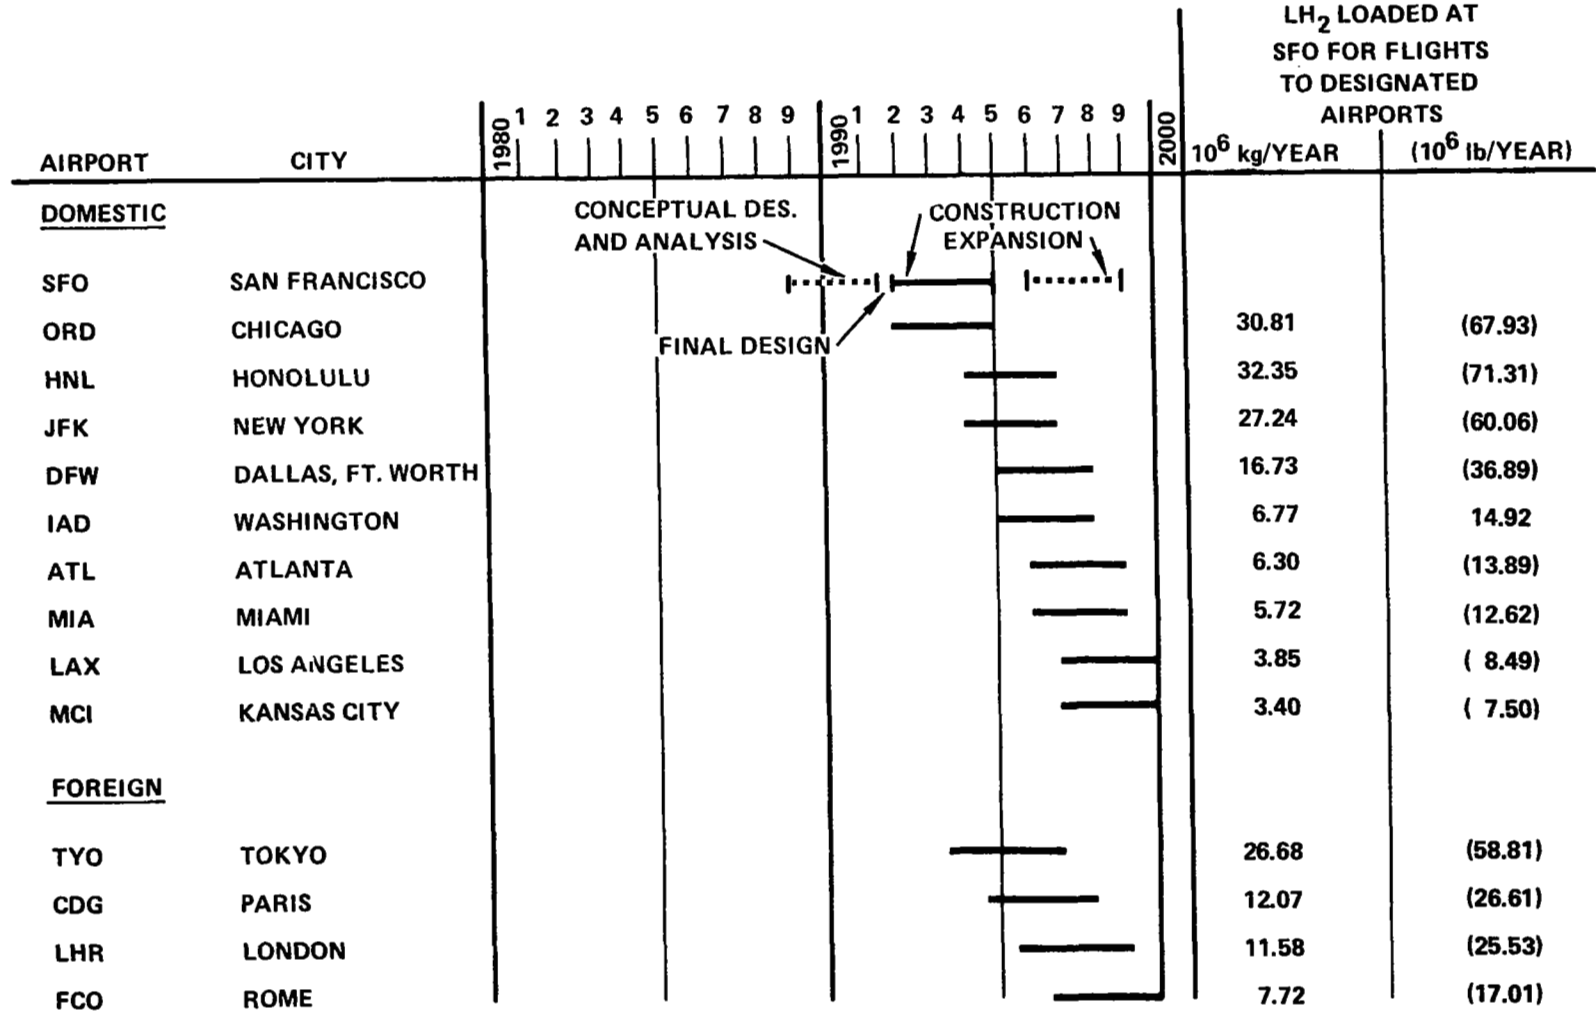 LH2 LOADED AT
SFO FOR FLIGHTS
TO DESIGNATED
AIRPORTS
AIRPORT CITY 1980 1 2 3 4 5 6 7 8 9 1990 1 2 3 4 5 6 7 8 9 2000 10^6 kg/YEAR (10^6 lb/YEAR)
DOMESTIC
CONCEPTUAL DES.
AND ANALYSIS
CONSTRUCTION
EXPANSION
SFO SAN FRANCISCO
ORD CHICAGO 30.81 (67.93)
FINAL DESIGN
HNL HONOLULU 32.35 (71.31)
JFK NEW YORK 27.24 (60.06)
DFW DALLAS, FT. WORTH 16.73 (36.89)
IAD WASHINGTON 6.77 14.92
ATL ATLANTA 6.30 (13.89)
MIA MIAMI 5.72 (12.62)
LAX LOS ANGELES 3.85 ( 8.49)
MCI KANSAS CITY 3.40 ( 7.50)
FOREIGN
TYO TOKYO 26.68 (58.81)
CDG PARIS 12.07 (26.61)
LHR LONDON 11.58 (25.53)
FCO ROME 7.72 (17.01)